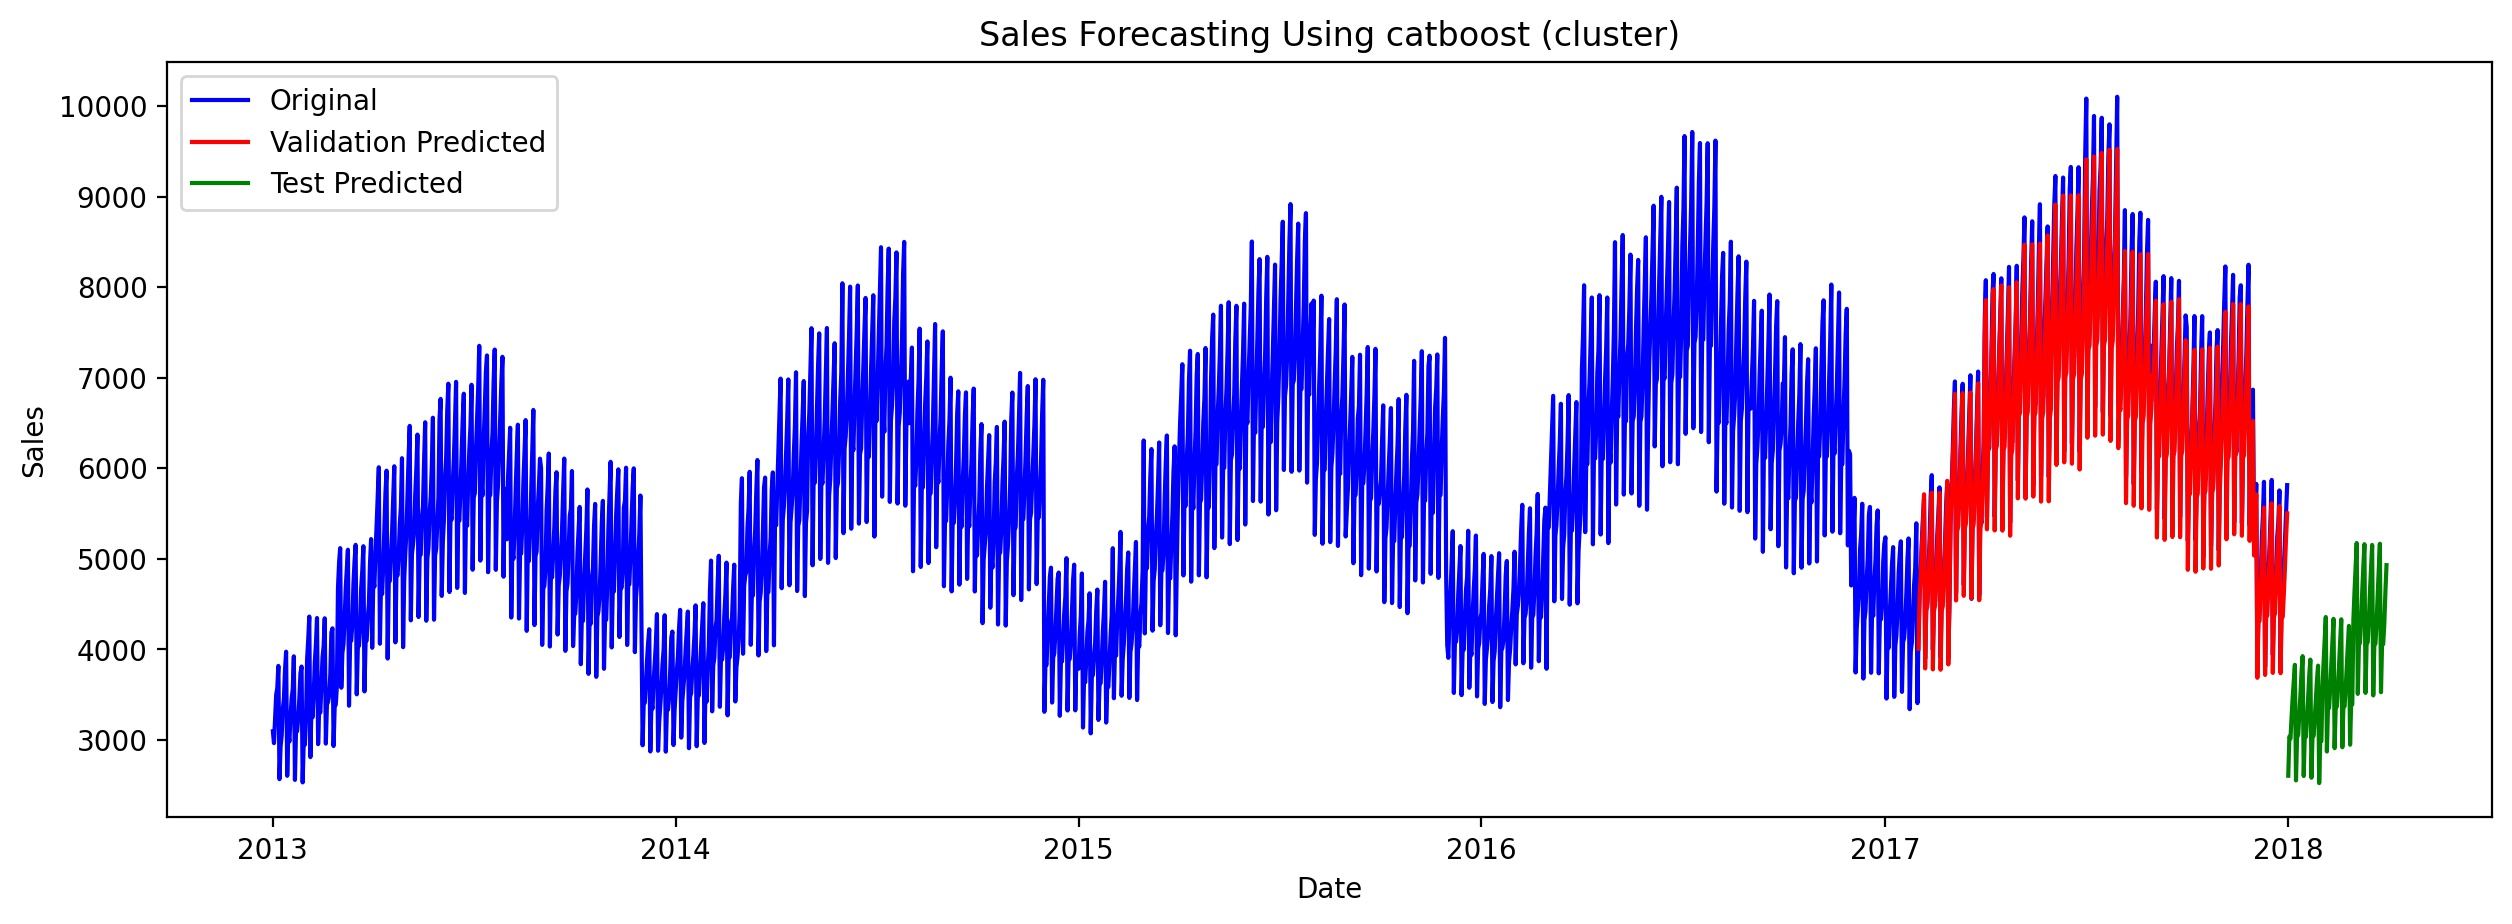 Sales Forecasting Using catboost (cluster)
Original
Validation Predicted
Test Predicted
10000
9000
8000
7000
6000
5000
4000
3000
Sales
2013 2014 2015 2016 2017 2018
Date